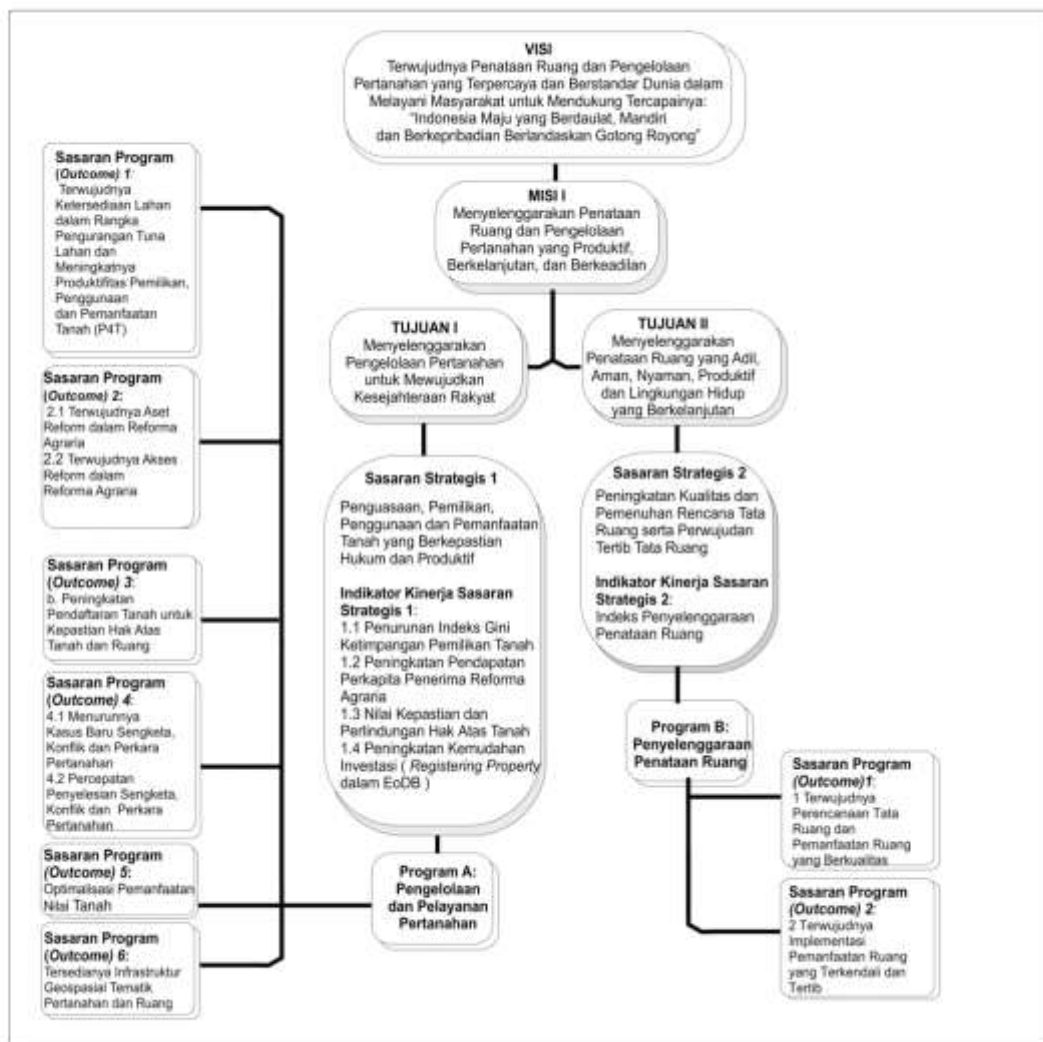 VISI
Terwujudnya Penataan Ruang dan Pengelolaan
Pertanahan yang Terpercaya dan Berstandar Dunia dalam
Melayani Masyarakat untuk Mendukung Tercapainya:
"Indonesia Maju yang Berdaulat, Mandiri
dan Berkepribadian Berlandaskan Gotong Royong"
MISI I
Menyelenggarakan Penataan
Ruang dan Pengelolaan
Pertanahan yang Produktif,
Berkelanjutan, dan Berkeadilan
TUJUAN I
Menyelenggarakan
Pengelolaan Pertanahan
untuk Mewujudkan
Kesejahteraan Rakyat
TUJUAN II
Menyelenggarakan
Penataan Ruang yang Adil,
Aman, Nyaman, Produktif
dan Lingkungan Hidup
yang Berkelanjutan
Sasaran Strategis 1
Penguasaan, Pemilikan,
Penggunaan dan Pemanfaatan
Tanah yang Berkepastian
Hukum dan Produktif
Indikator Kinerja Sasaran
Strategis 1:
1.1 Penurunan Indeks Gini
Ketimpangan Pemilikan Tanah
1.2 Peningkatan Pendapatan
Perkapita Penerima Reforma
Agraria
1.3 Nilai Kepastian dan
Perlindungan Hak Atas Tanah
1.4 Peningkatan Kemudahan
Investasi ( Registering Property
dalam EoDB )
Sasaran Strategis 2
Peningkatan Kualitas dan
Pemenuhan Rencana Tata
Ruang serta Perwujudan
Tertib Tata Ruang
Indikator Kinerja Sasaran
Strategis 2:
Indeks Penyelenggaraan
Penataan Ruang
Program A:
Pengelolaan
dan Pelayanan
Pertanahan
Program B:
Penyelenggaraan
Penataan Ruang
Sasaran Program
(Outcome) 1:
Terwujudnya
Ketersediaan Lahan
dalam Rangka
Pengurangan Tuna
Lahan dan
Meningkatnya
Produktifitas Pemilikan,
Penggunaan
dan Pemanfaatan
Tanah (P4T)
Sasaran Program
(Outcome) 2:
2.1 Terwujudnya Aset
Reform dalam Reforma
Agraria
2.2 Terwujudnya Akses
Reform dalam
Reforma Agraria
Sasaran Program
(Outcome) 3:
b. Peningkatan
Pendaftaran Tanah untuk
Kepastian Hak Atas
Tanah dan Ruang
Sasaran Program
(Outcome) 4:
4.1 Menurunnya
Kasus Baru Sengketa,
Konflik dan Perkara
Pertanahan
4.2 Percepatan
Penyelesian Sengketa,
Konflik dan Perkara
Pertanahan
Sasaran Program
(Outcome) 5:
Optimalisasi Pemanfaatan
Nilai Tanah
Sasaran Program
(Outcome) 6:
Tersedianya Infrastruktur
Geospasial Tematik
Pertanahan dan Ruang
Sasaran Program
(Outcome)1:
1 Terwujudnya
Perencanaan Tata
Ruang dan
Pemanfaatan Ruang
yang Berkualitas
Sasaran Program
(Outcome) 2:
2 Terwujudnya
Implementasi
Pemanfaatan Ruang
yang Terkendali dan
Tertib